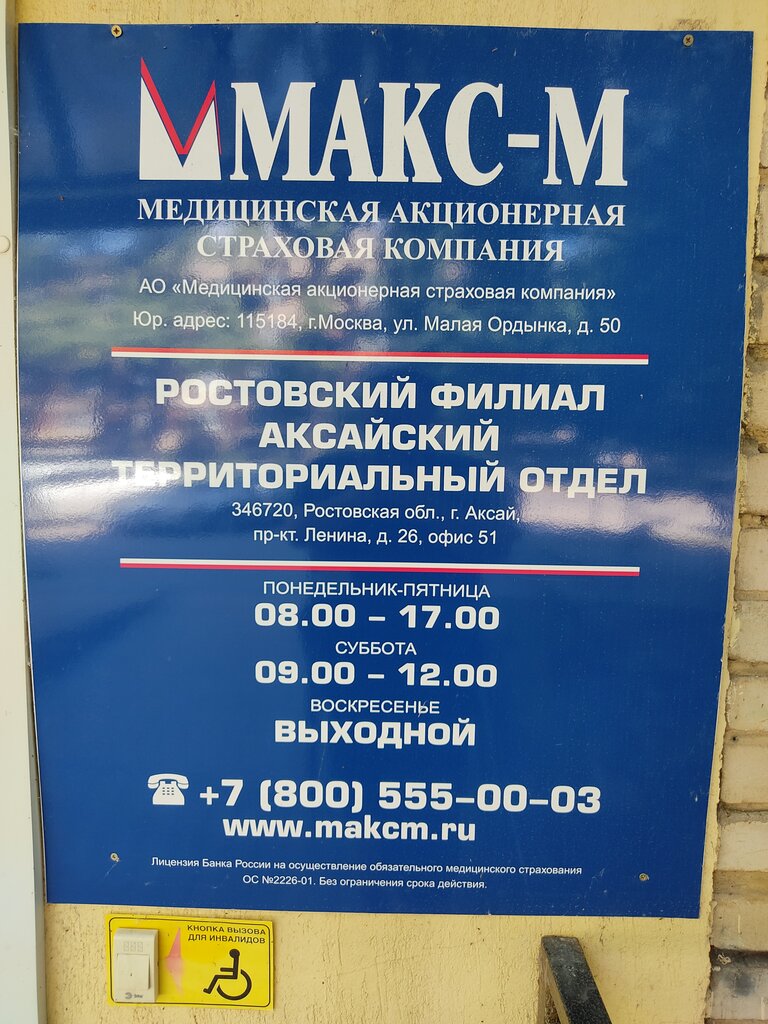 МАКС-М
МЕДИЦИНСКАЯ АКЦИОНЕРНАЯ
СТРАХОВАЯ КОМПАНИЯ
АО «Медицинская акционерная страховая компания»
Юр. адрес: 115184, г.Москва, ул. Малая Ордынка, д. 50
РОСТОВСКИЙ ФИЛИАЛ
АКСАЙСКИЙ
ТЕРРИТОРИАЛЬНЫЙ ОТДЕЛ
346720, Ростовская обл., г. Аксай,
пр-кт. Ленина, д. 26, офис 51
ПОНЕДЕЛЬНИК-ПЯТНИЦА
08.00 – 17.00
СУББОТА
09.00 – 12.00
ВОСКРЕСЕНЬЕ
ВЫХОДНОЙ
+7 (800) 555-00-03
www.makcm.ru
Лицензия Банка России на осуществление обязательного медицинского страхования
ОС №2226-01. Без ограничения срока действия.
КНОПКА ВЫЗОВА
ДЛЯ ИНВАЛИДОВ
ЭРА